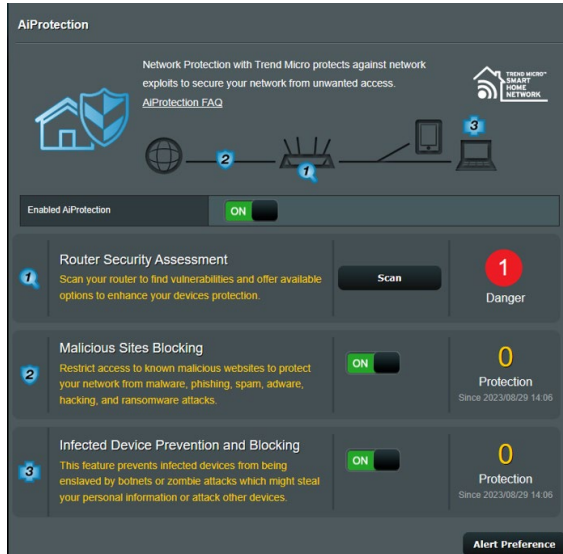 AiProtection
Network Protection with Trend Micro protects against network
exploits to secure your network from unwanted access.
AiProtection FAQ
TREND MICRO™
SMART
HOME
NETWORK
3
2
1
Enabled AiProtection
ON
1
Router Security Assessment
Scan your router to find vulnerabilities and offer available
options to enhance your devices protection.
Scan
1
Danger
2
Malicious Sites Blocking
Restrict access to known malicious websites to protect
your network from malware, phishing, spam, adware,
hacking, and ransomware attacks.
ON
0
Protection
Since 2023/08/29 14:06
3
Infected Device Prevention and Blocking
This feature prevents infected devices from being
enslaved by botnets or zombie attacks which might steal
your personal information or attack other devices.
ON
0
Protection
Since 2023/08/29 14:06
Alert Preference